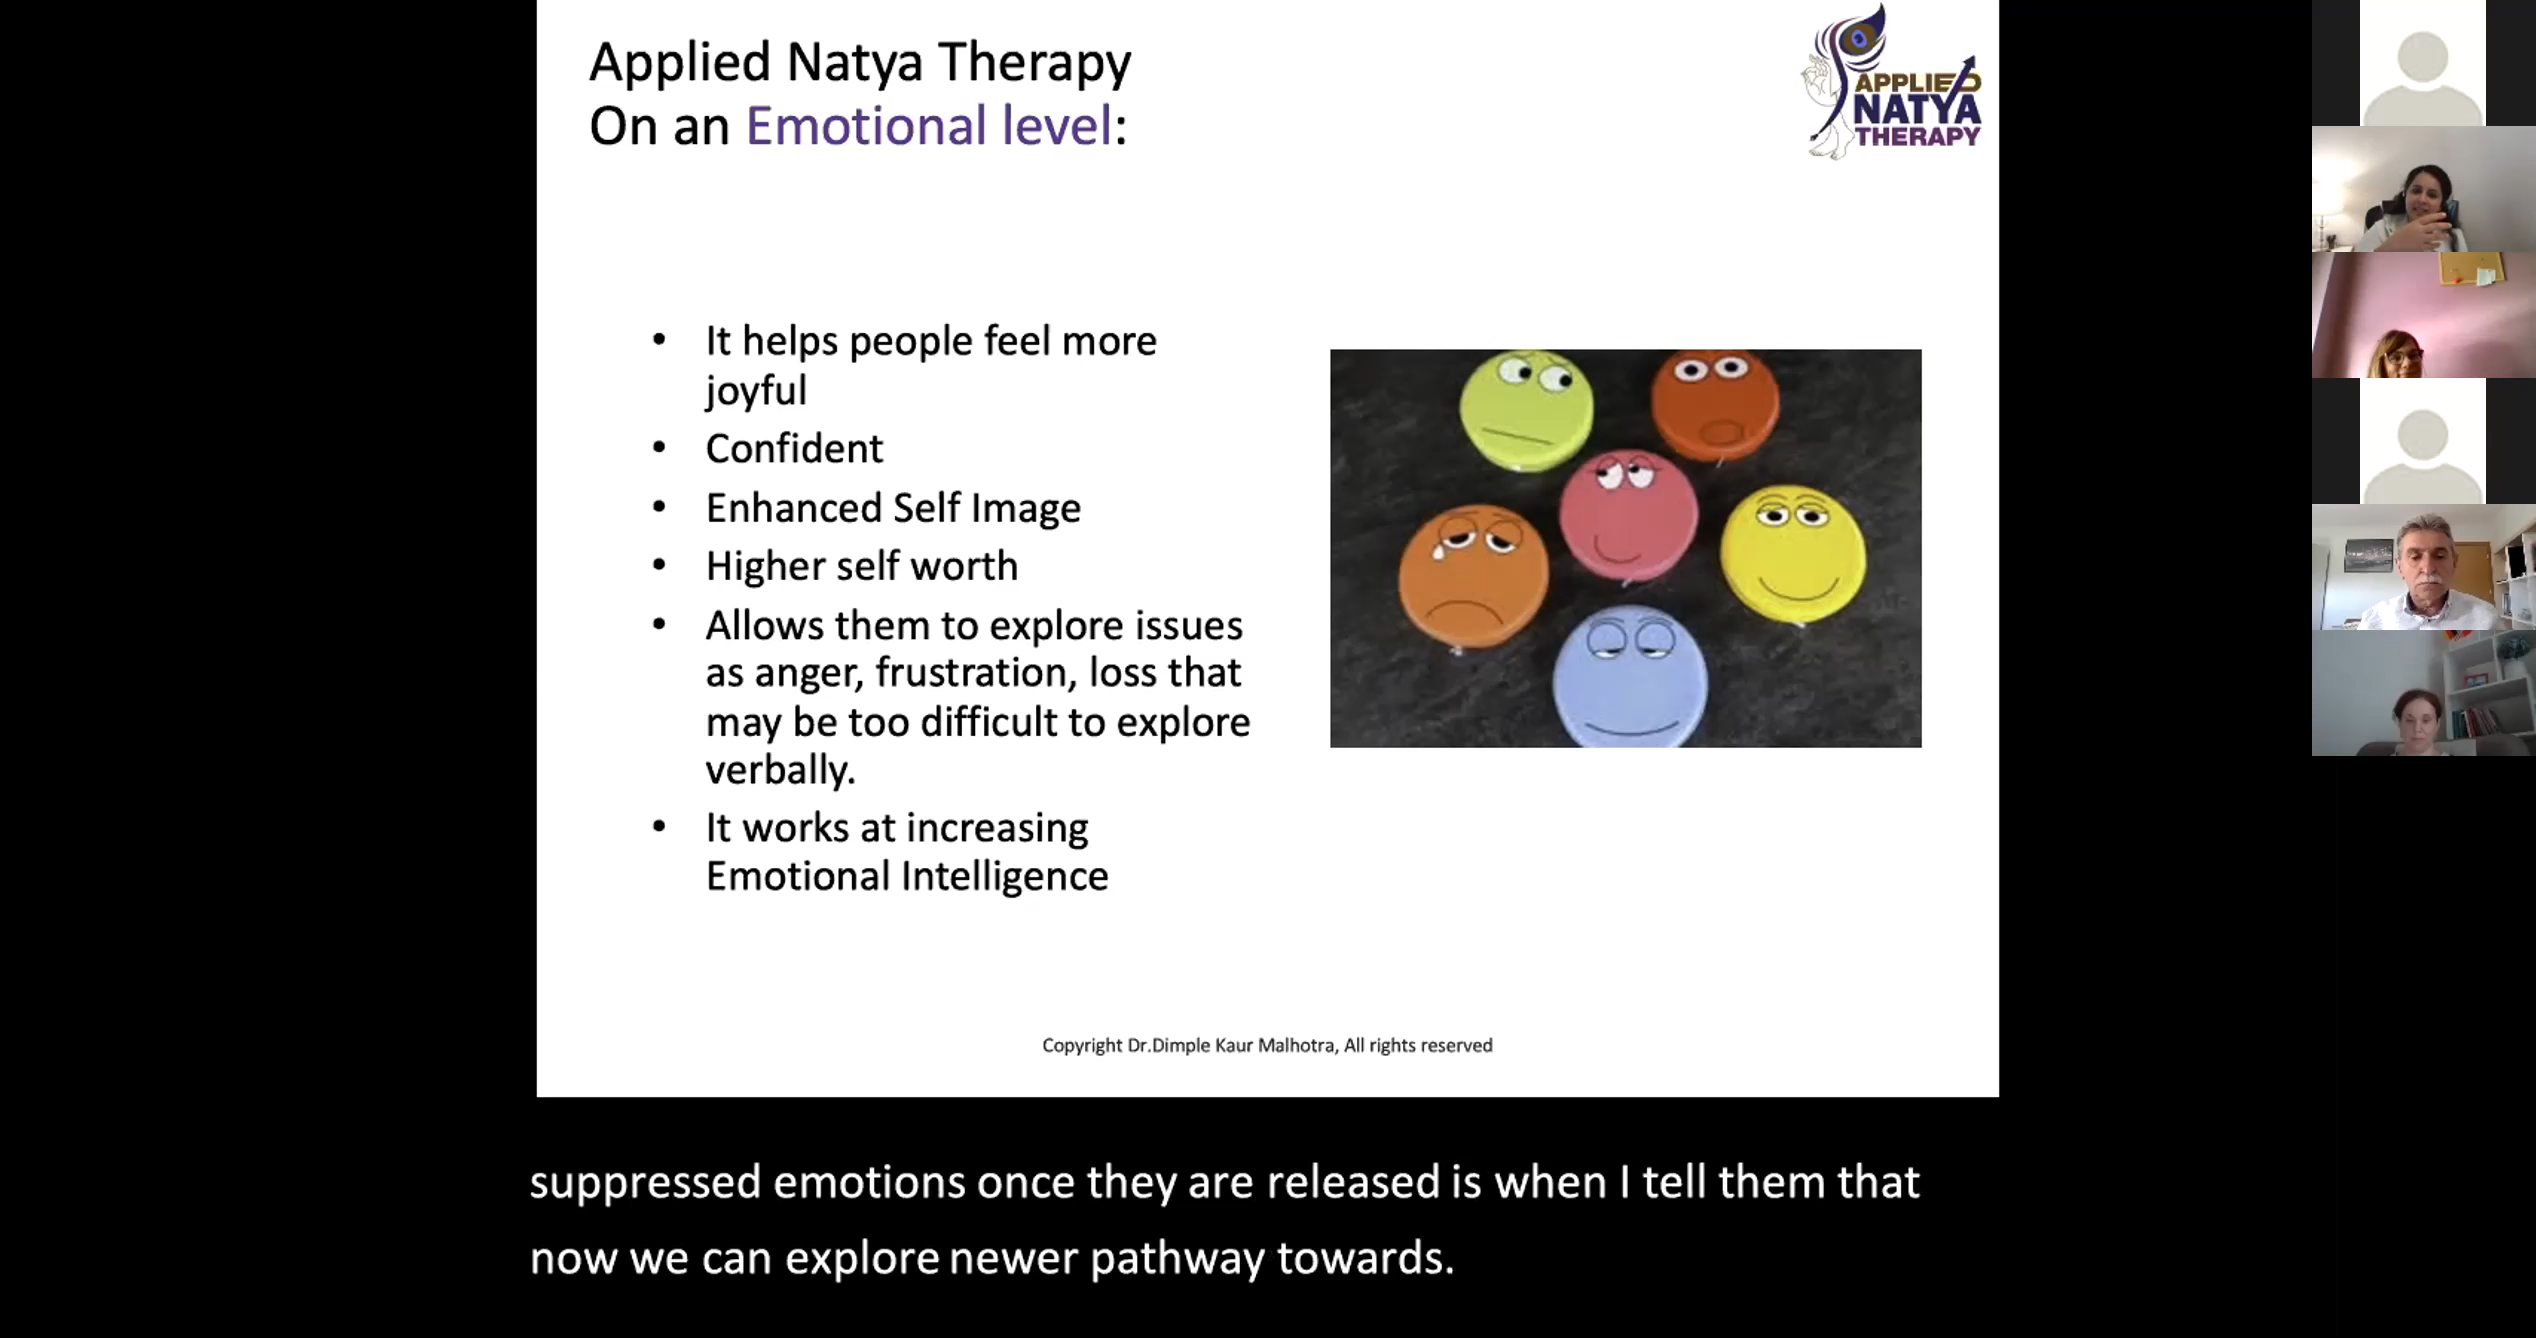 Applied Natya Therapy
On an Emotional level:
APPLIED
NATYA
THERAPY
• It helps people feel more
joyful
• Confident
• Enhanced Self Image
• Higher self worth
• Allows them to explore issues
as anger, frustration, loss that
may be too difficult to explore
verbally.
• It works at increasing
Emotional Intelligence
Copyright Dr.Dimple Kaur Malhotra, All rights reserved
suppressed emotions once they are released is when I tell them that
now we can explore newer pathway towards.